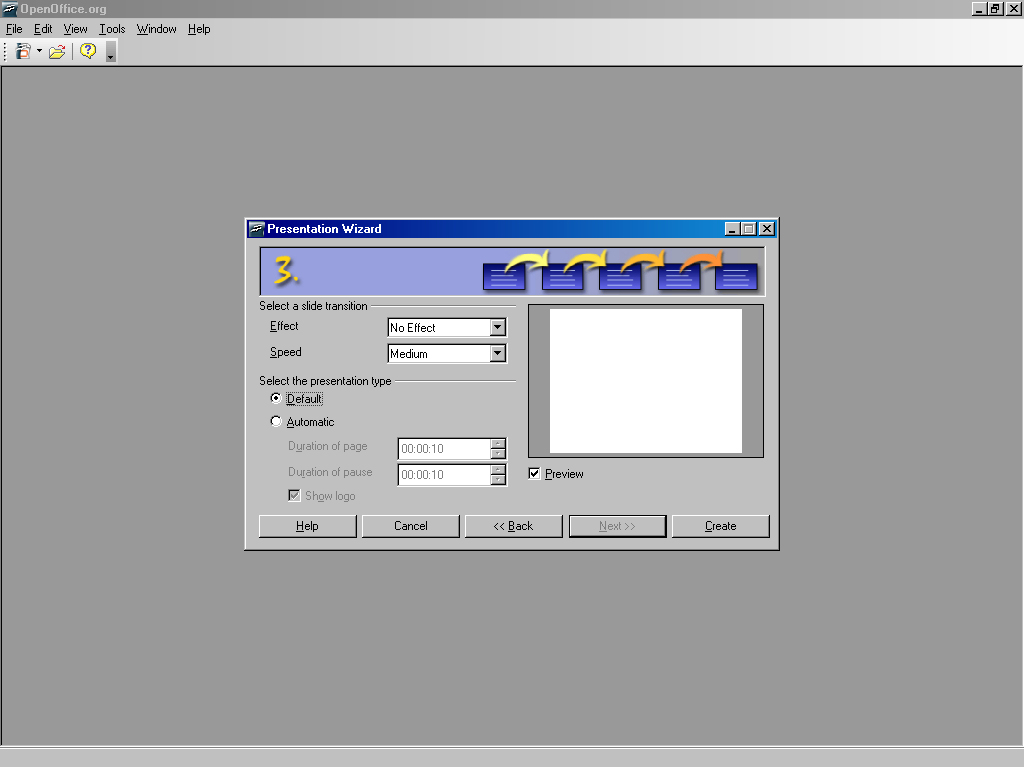 OpenOffice.org
File Edit View Tools Window Help
Presentation Wizard
3.
Select a slide transition
Effect No Effect
Speed Medium
Select the presentation type
Default
Automatic
Duration of page 00:00:10
Duration of pause 00:00:10
Preview
Show logo
Help Cancel << Back Next >> Create